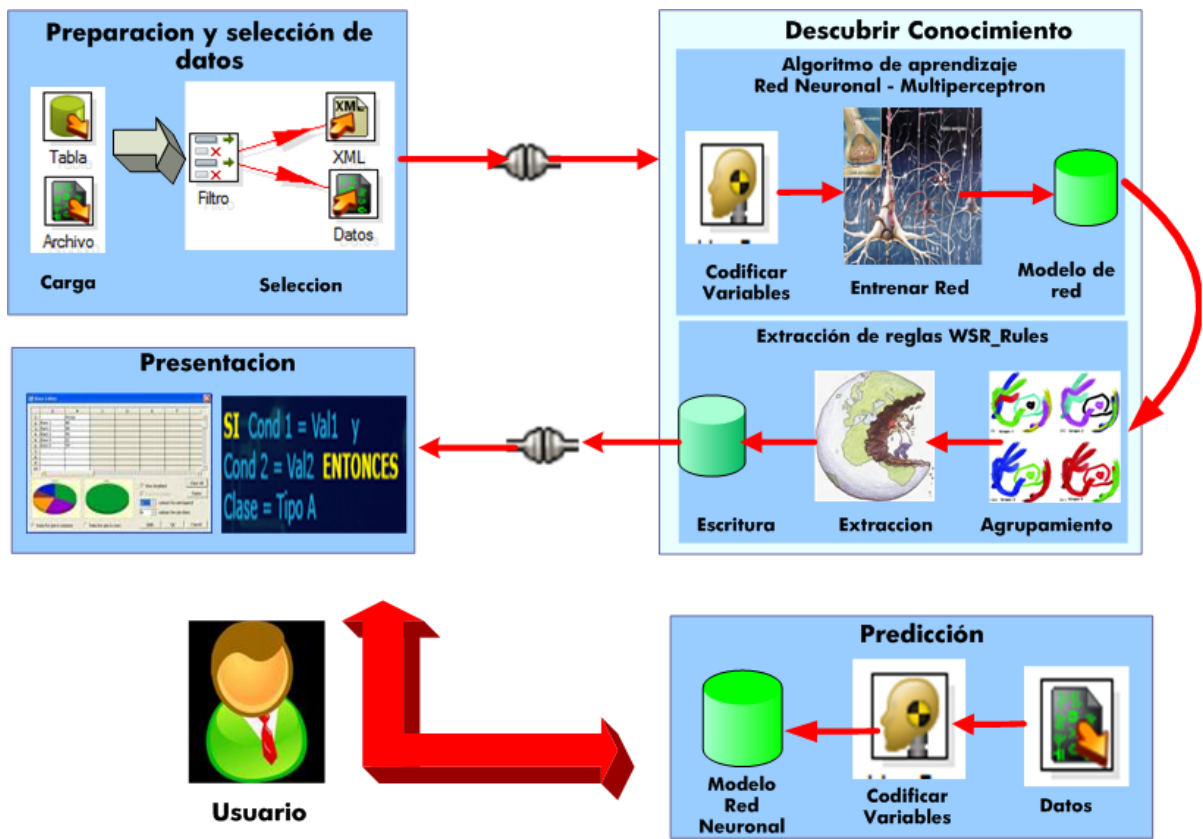 Preparacion y selección de
datos
Tabla
Archivo
Carga
Filtro
XML
XML
Datos
Seleccion
Descubrir Conocimiento
Algoritmo de aprendizaje
Red Neuronal - Multiperceptron
Codificar
Variables
Entrenar Red
Modelo de
red
Extracción de reglas WSR_Rules
Escritura
Extraccion
Agrupamiento
Presentacion
SI Cond 1 = Val1 y
Cond 2 = Val2 ENTONCES
Clase = Tipo A
Usuario
Predicción
Modelo
Red
Neuronal
Codificar
Variables
Datos